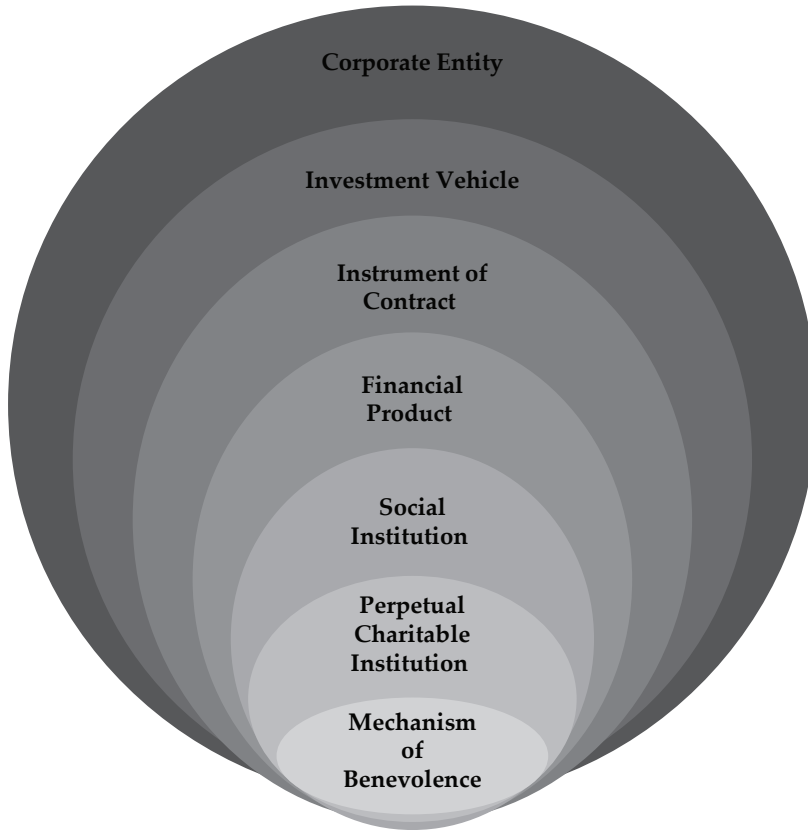 Corporate Entity
Investment Vehicle
Instrument of
Contract
Financial
Product
Social
Institution
Perpetual
Charitable
Institution
Mechanism
of
Benevolence